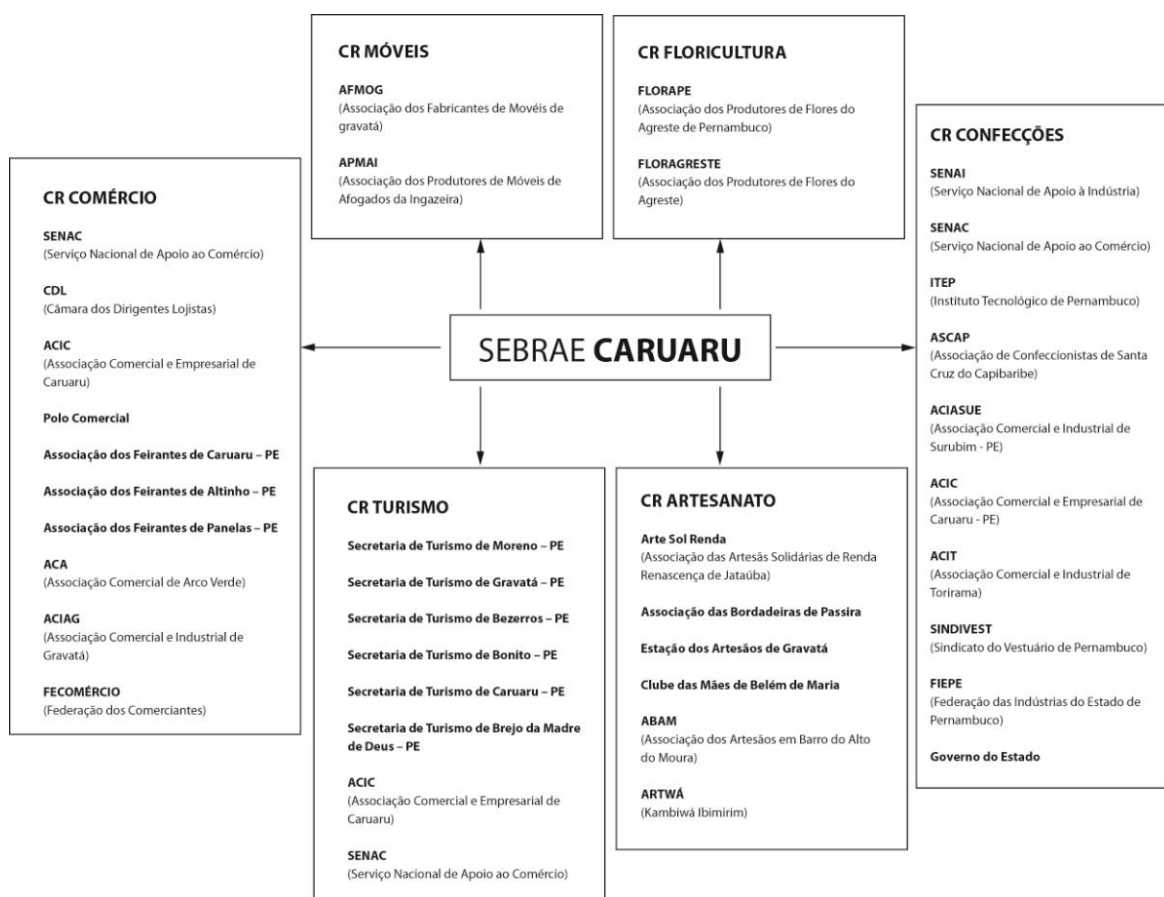 CR MÓVEIS
AFMOG
(Associação dos Fabricantes de Movéis de
gravatá)
APMAI
(Associação dos Produtores de Móveis de
Afogados da Ingazeira)
CR FLORICULTURA
FLORAPE
(Associação dos Produtores de Flores do
Agreste de Pernambuco)
FLORAGRESTE
(Associação dos Produtores de Flores do
Agreste)
CR COMÉRCIO
SENAC
(Serviço Nacional de Apoio ao Comércio)
CDL
(Câmara dos Dirigentes Lojistas)
ACIC
(Associação Comercial e Empresarial de
Caruaru)
Polo Comercial
Associação dos Feirantes de Caruaru – PE
Associação dos Feirantes de Altinho – PE
Associação dos Feirantes de Panelas – PE
ACA
(Associação Comercial de Arco Verde)
ACIAG
(Associação Comercial e Industrial de
Gravatá)
FECOMÉRCIO
(Federação dos Comerciantes)
SEBRAE CARUARU
CR CONFECÇÕES
SENAI
(Serviço Nacional de Apoio à Indústria)
SENAC
(Serviço Nacional de Apoio ao Comércio)
ITEP
(Instituto Tecnológico de Pernambuco)
ASCAP
(Associação de Confeccionistas de Santa
Cruz do Capibaribe)
ACIASUE
(Associação Comercial e Industrial de
Surubim - PE)
ACIC
(Associação Comercial e Empresarial de
Caruaru - PE)
ACIT
(Associação Comercial e Industrial de
Torirama)
SINDIVEST
(Sindicato do Vestuário de Pernambuco)
FIEPE
(Federação das Indústrias do Estado de
Pernambuco)
Governo do Estado
CR TURISMO
Secretaria de Turismo de Moreno – PE
Secretaria de Turismo de Gravatá – PE
Secretaria de Turismo de Bezerros – PE
Secretaria de Turismo de Bonito – PE
Secretaria de Turismo de Caruaru – PE
Secretaria de Turismo de Brejo da Madre
de Deus – PE
ACIC
(Associação Comercial e Empresarial de
Caruaru)
SENAC
(Serviço Nacional de Apoio ao Comércio)
CR ARTESANATO
Arte Sol Renda
(Associação das Artesãs Solidárias de Renda
Renascença de Jataúba)
Associação das Bordadeiras de Passira
Estação dos Artesãos de Gravatá
Clube das Mães de Belém de Maria
ABAM
(Associação dos Artesãos em Barro do Alto
do Moura)
ARTWÁ
(Kambiwá Ibimirim)